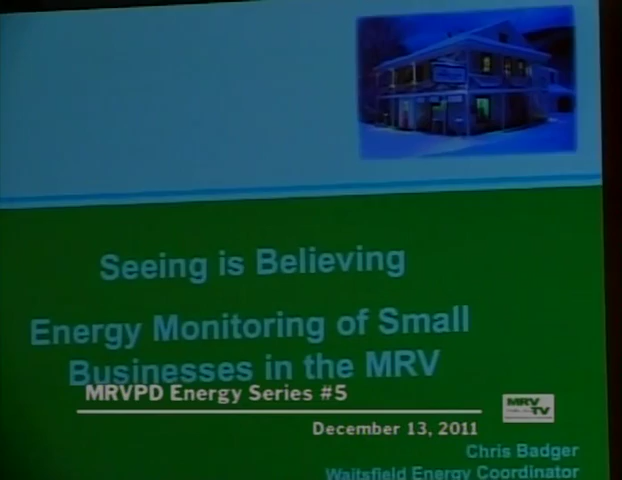 Seeing is Believing
Energy Monitoring of Small
Businesses in the MRV
MRVPD Energy Series #5
December 13, 2011
MRV
TV
Chris Badger
Waitsfield Energy Coordinator